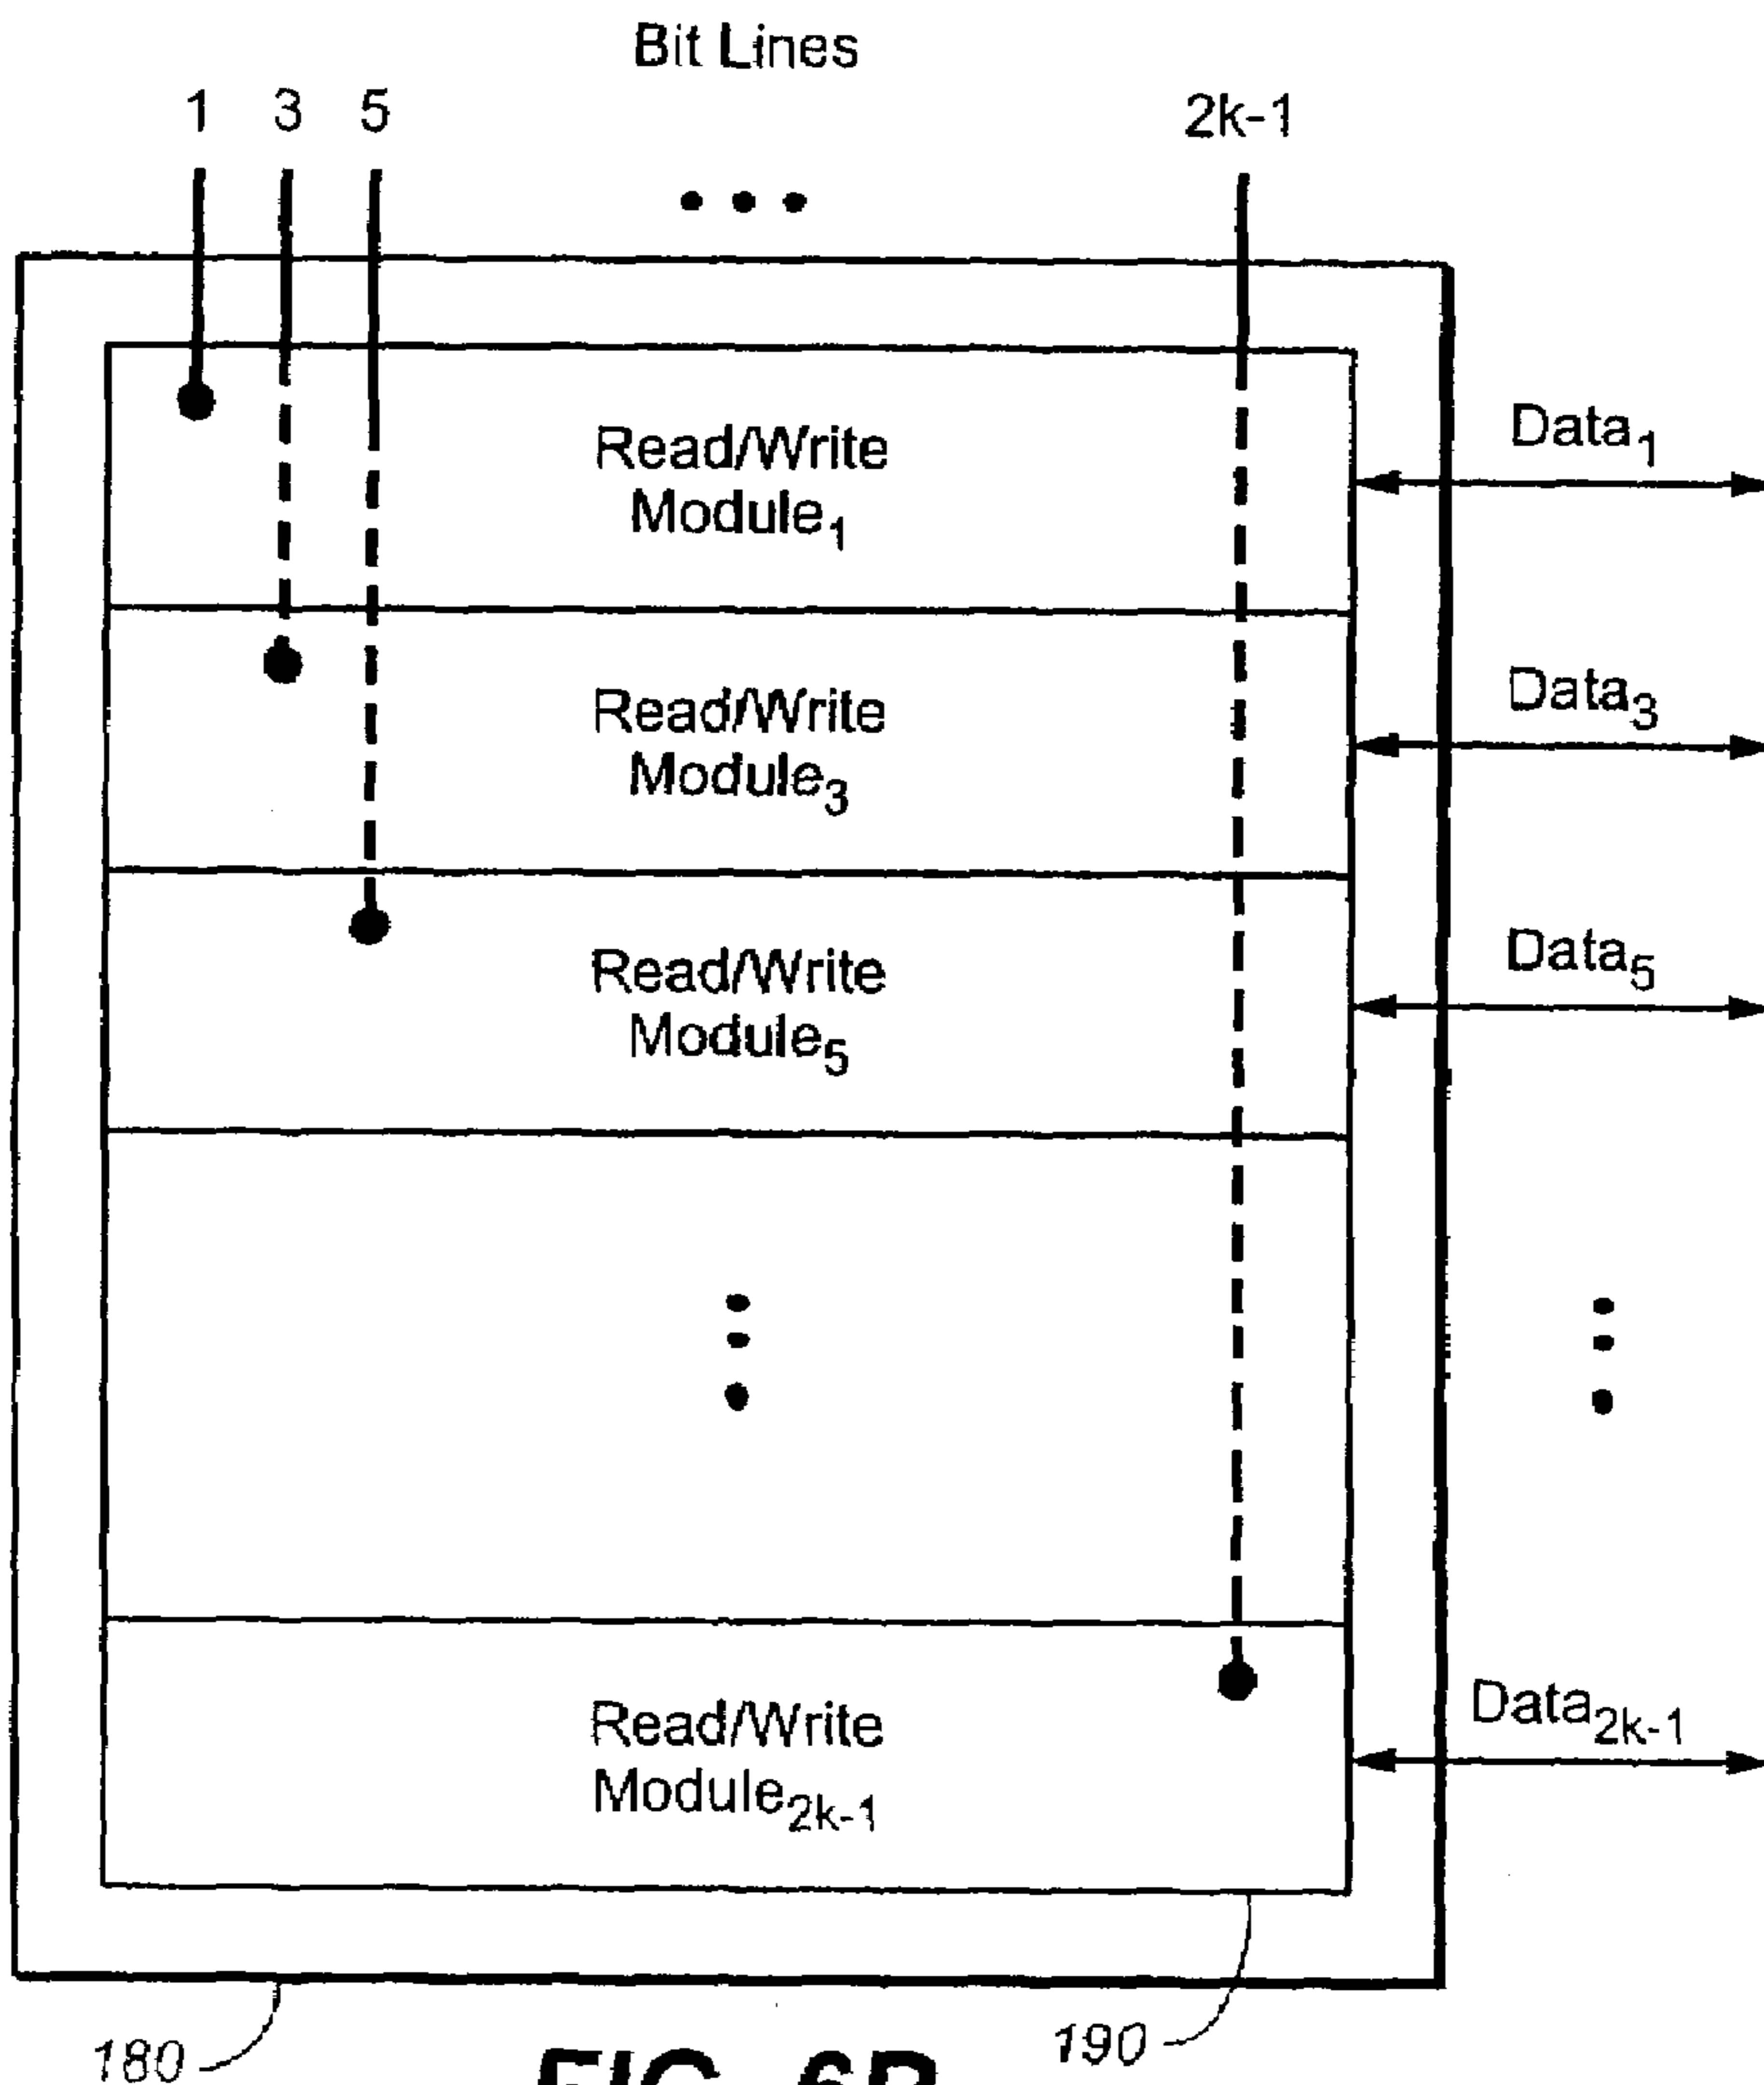 Bit Lines
1 3 5 2k-1
Read/Write
Module1
Data1
Read/Write
Module3
Data3
Read/Write
Module5
Data5
Read/Write
Module2k-1
Data2k-1
180
190